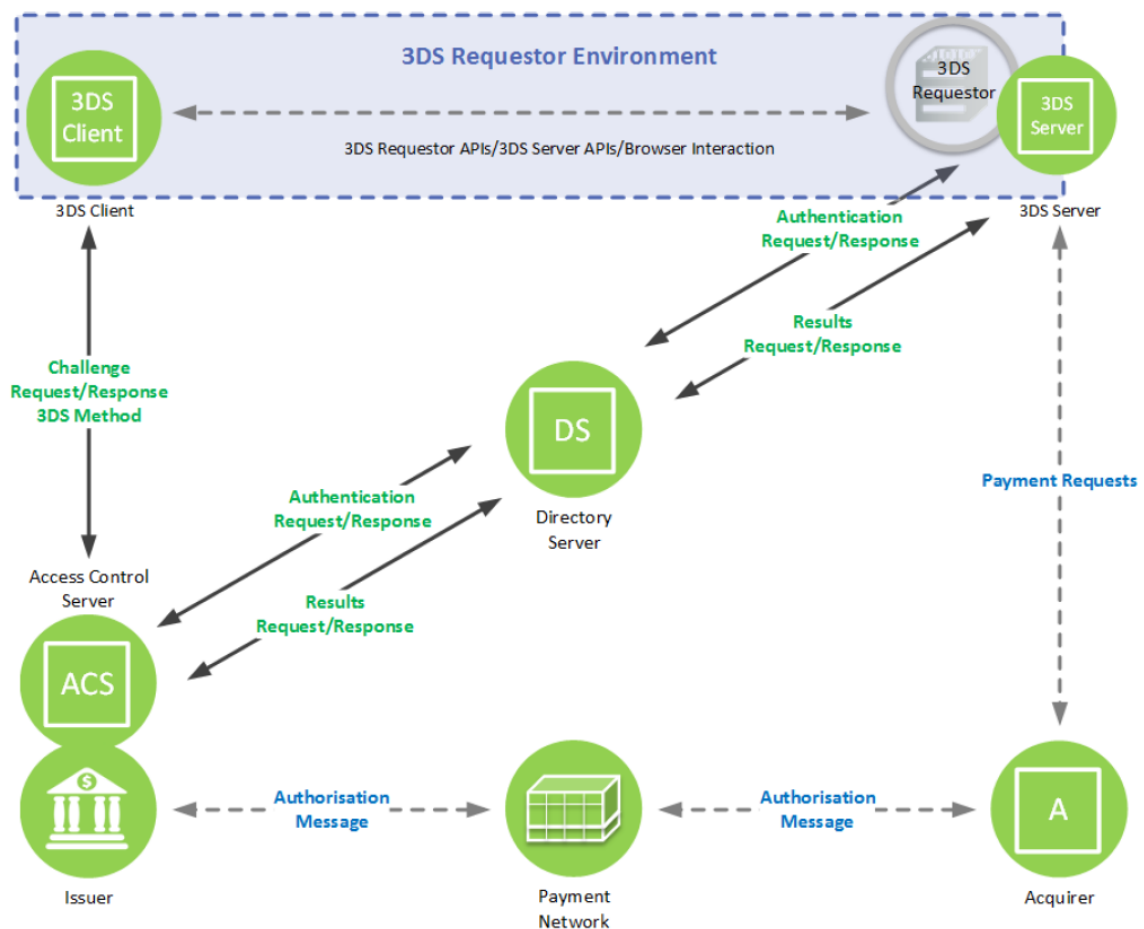 3DS Requestor Environment
3DS
Client
3DS
Requestor
3DS
Server
3DS Requestor APIs/3DS Server APIs/Browser Interaction
3DS Client
3DS Server
Authentication
Request/Response
Results
Request/Response
Challenge
Request/Response
3DS Method
DS
Directory
Server
Payment Requests
Authentication
Request/Response
Results
Request/Response
Access Control
Server
ACS
$
Authorisation
Message
Authorisation
Message
A
Issuer
Payment
Network
Acquirer